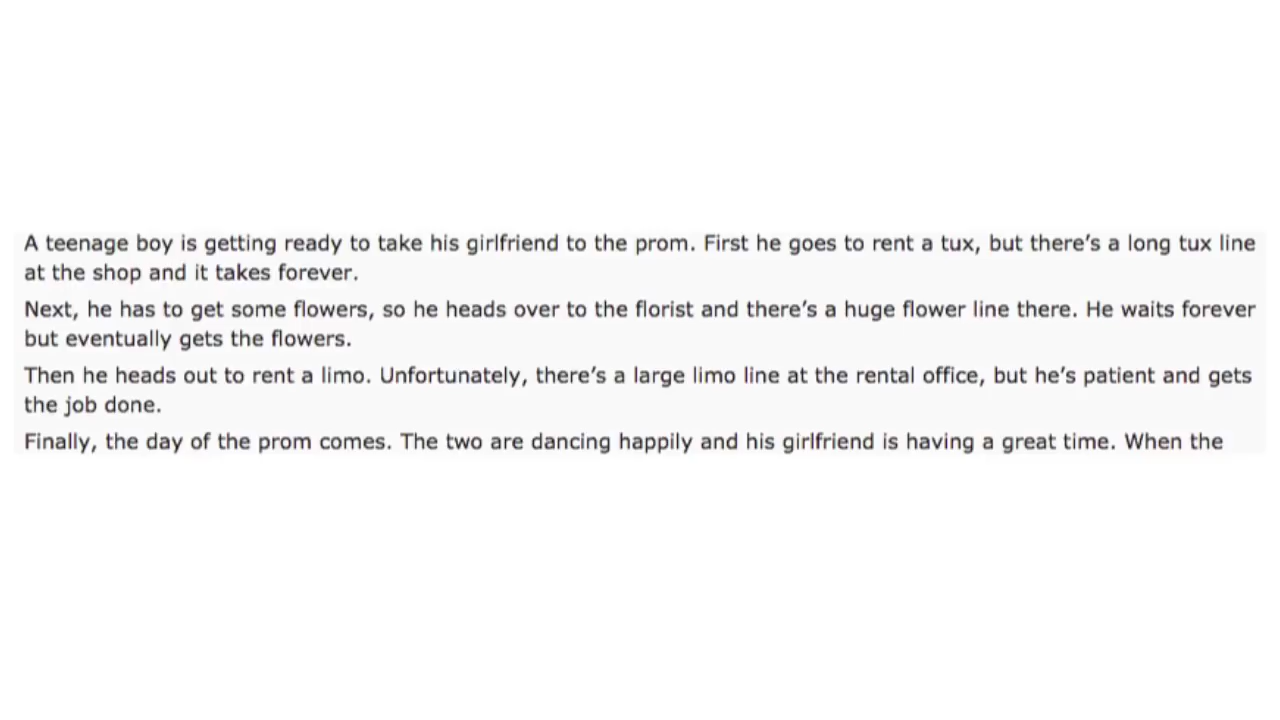 A teenage boy is getting ready to take his girlfriend to the prom. First he goes to rent a tux, but there's a long tux line
at the shop and it takes forever.
Next, he has to get some flowers, so he heads over to the florist and there's a huge flower line there. He waits forever
but eventually gets the flowers.
Then he heads out to rent a limo. Unfortunately, there's a large limo line at the rental office, but he's patient and gets
the job done.
Finally, the day of the prom comes. The two are dancing happily and his girlfriend is having a great time. When the